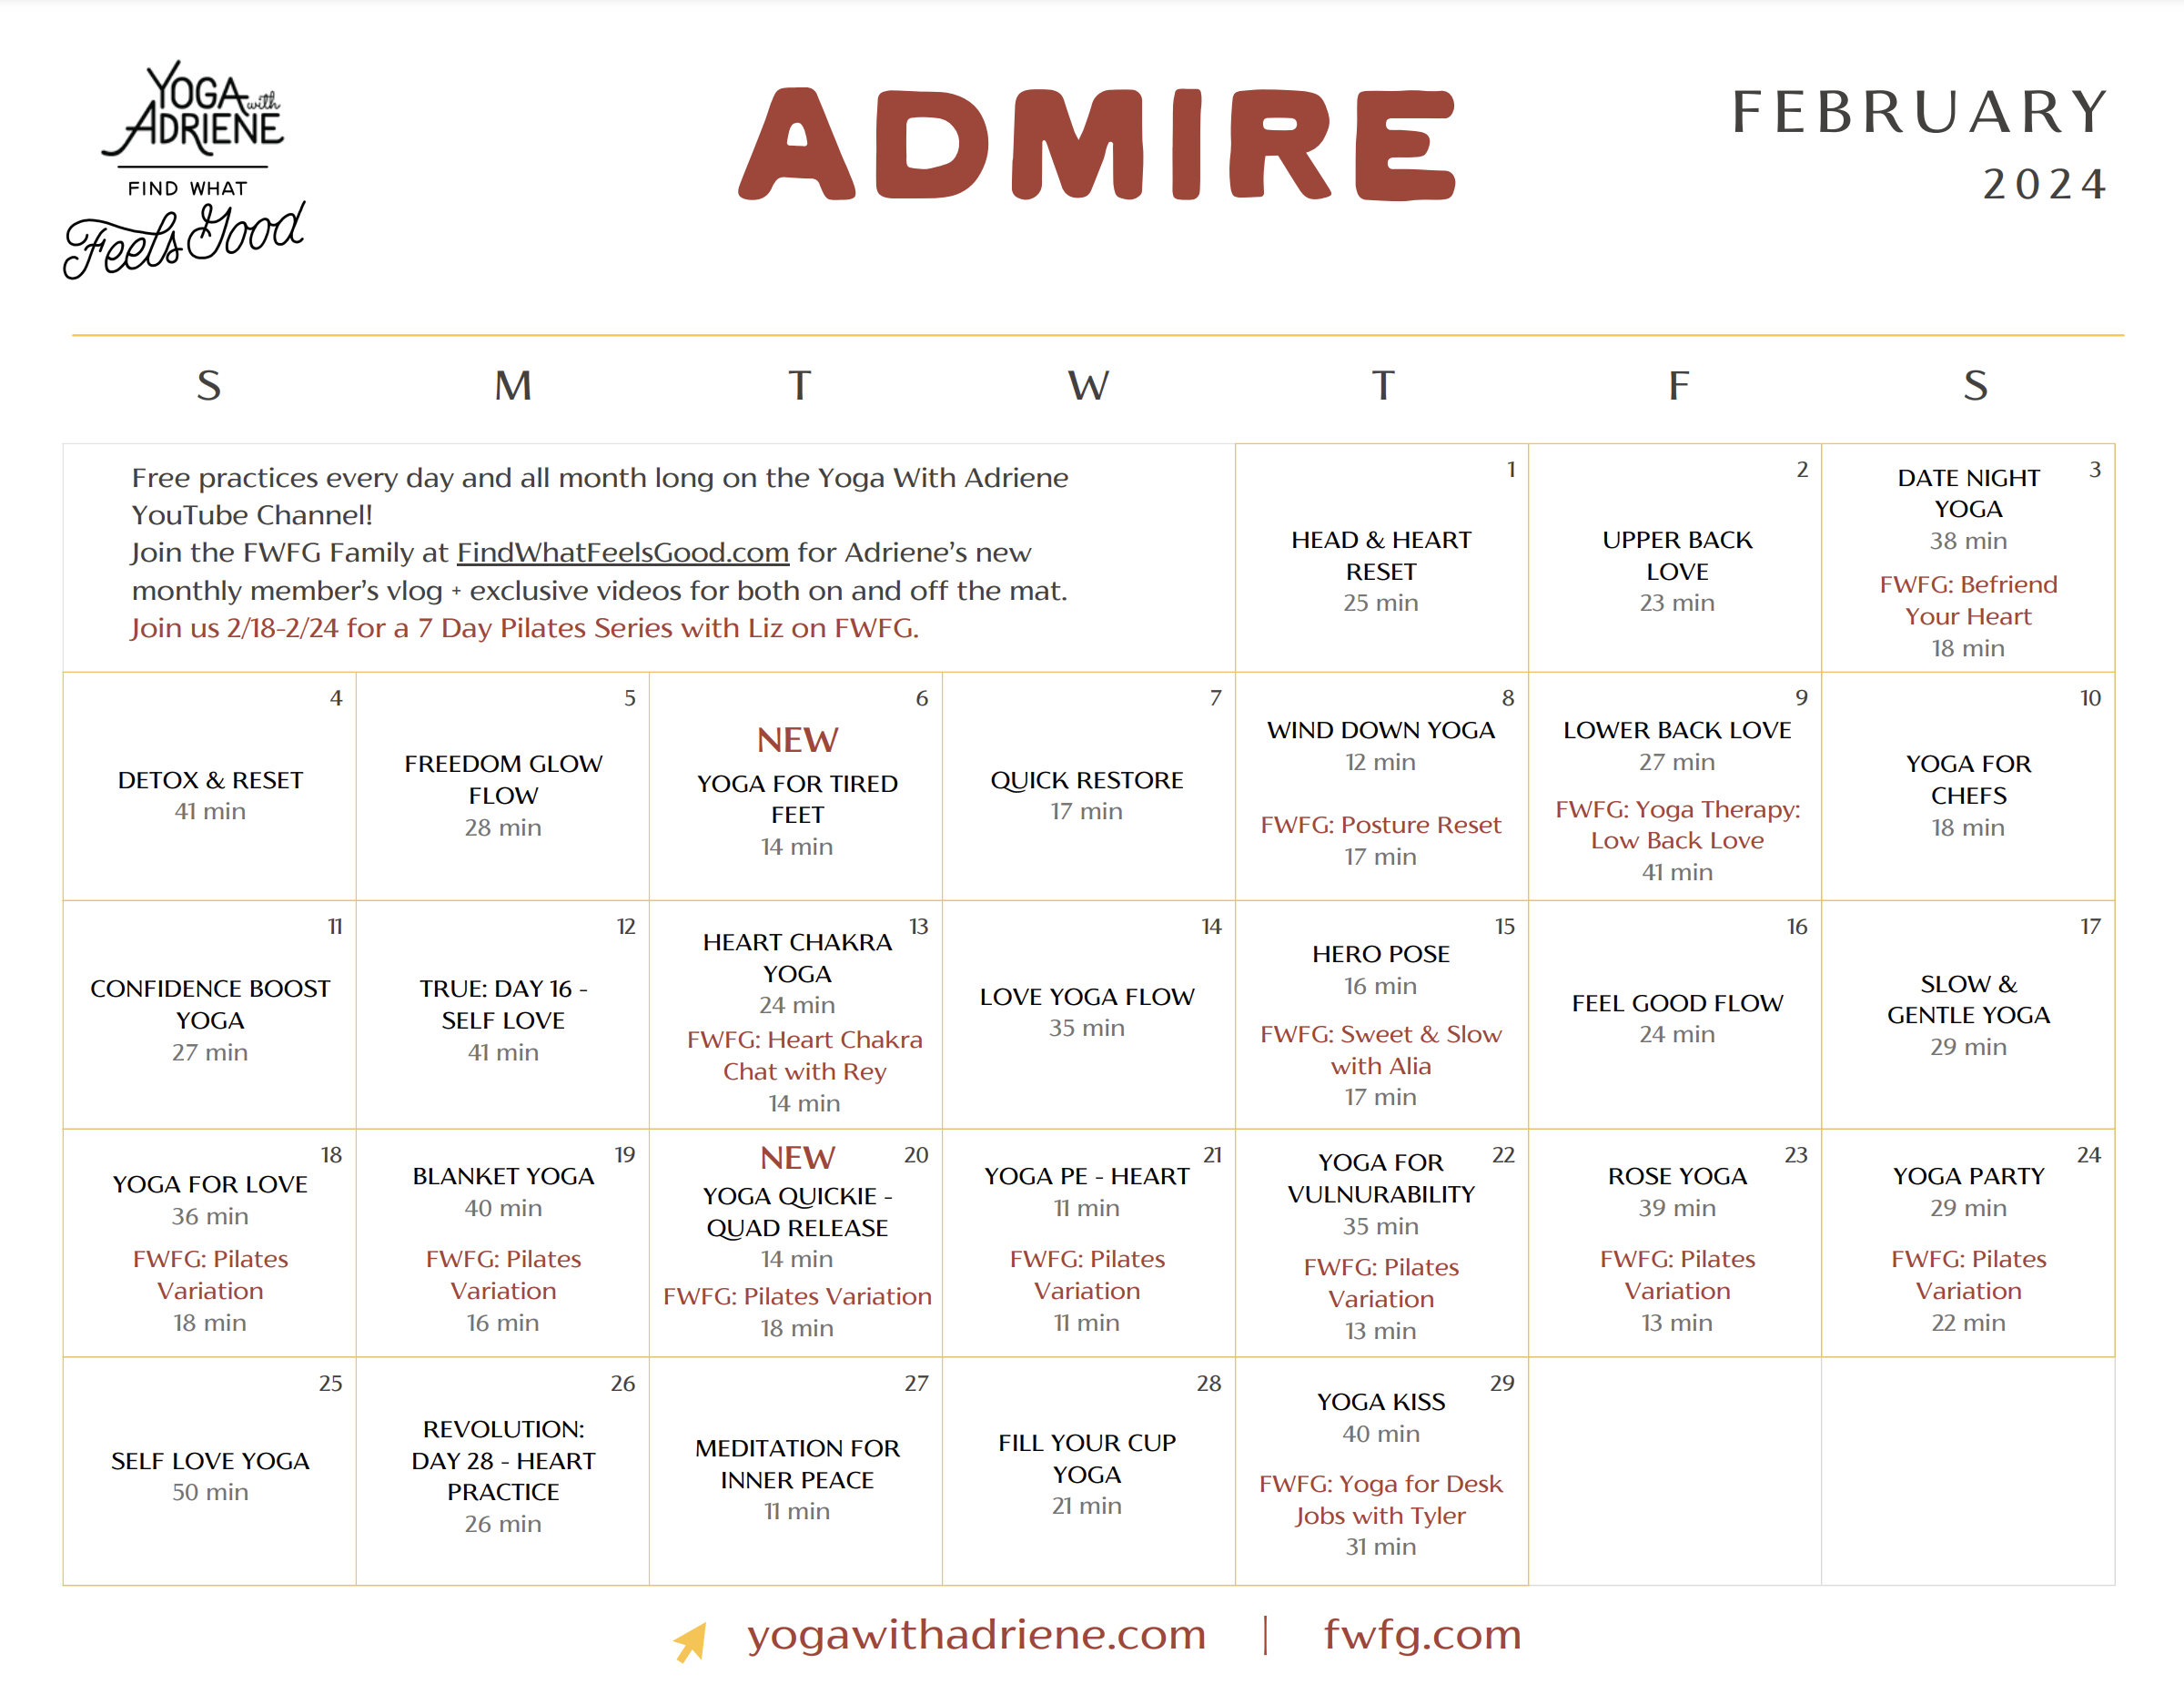 YOGA with
ADRIENE
FIND WHAT
Feels Good
ADMIRE
FEBRUARY
2024
S M T W T F S
Free practices every day and all month long on the Yoga With Adriene
YouTube Channel!
Join the FWFG Family at FindWhatFeelsGood.com for Adriene's new
monthly member's vlog + exclusive videos for both on and off the mat.
Join us 2/18-2/24 for a 7 Day Pilates Series with Liz on FWFG.
1
HEAD & HEART
RESET
25 min
2
UPPER BACK
LOVE
23 min
3
DATE NIGHT
YOGA
38 min
FWFG: Befriend
Your Heart
18 min
4
DETOX & RESET
41 min
5
FREEDOM GLOW
FLOW
28 min
6
NEW
YOGA FOR TIRED
FEET
14 min
7
QUICK RESTORE
17 min
8
WIND DOWN YOGA
12 min
FWFG: Posture Reset
17 min
9
LOWER BACK LOVE
27 min
FWFG: Yoga Therapy:
Low Back Love
41 min
10
YOGA FOR
CHEFS
18 min
11
CONFIDENCE BOOST
YOGA
27 min
12
TRUE: DAY 16 -
SELF LOVE
41 min
13
HEART CHAKRA
YOGA
24 min
FWFG: Heart Chakra
Chat with Rey
14 min
14
LOVE YOGA FLOW
35 min
15
HERO POSE
16 min
FWFG: Sweet & Slow
with Alia
17 min
16
FEEL GOOD FLOW
24 min
17
SLOW &
GENTLE YOGA
29 min
18
YOGA FOR LOVE
36 min
FWFG: Pilates
Variation
18 min
19
BLANKET YOGA
40 min
FWFG: Pilates
Variation
16 min
20
NEW
YOGA QUICKIE -
QUAD RELEASE
14 min
FWFG: Pilates Variation
18 min
21
YOGA PE - HEART
11 min
FWFG: Pilates
Variation
11 min
22
YOGA FOR
VULNURABILITY
35 min
FWFG: Pilates
Variation
13 min
23
ROSE YOGA
39 min
FWFG: Pilates
Variation
13 min
24
YOGA PARTY
29 min
FWFG: Pilates
Variation
22 min
25
SELF LOVE YOGA
50 min
26
REVOLUTION:
DAY 28 - HEART
PRACTICE
26 min
27
MEDITATION FOR
INNER PEACE
11 min
28
FILL YOUR CUP
YOGA
21 min
29
YOGA KISS
40 min
FWFG: Yoga for Desk
Jobs with Tyler
31 min
yogawithadriene.com | fwfg.com